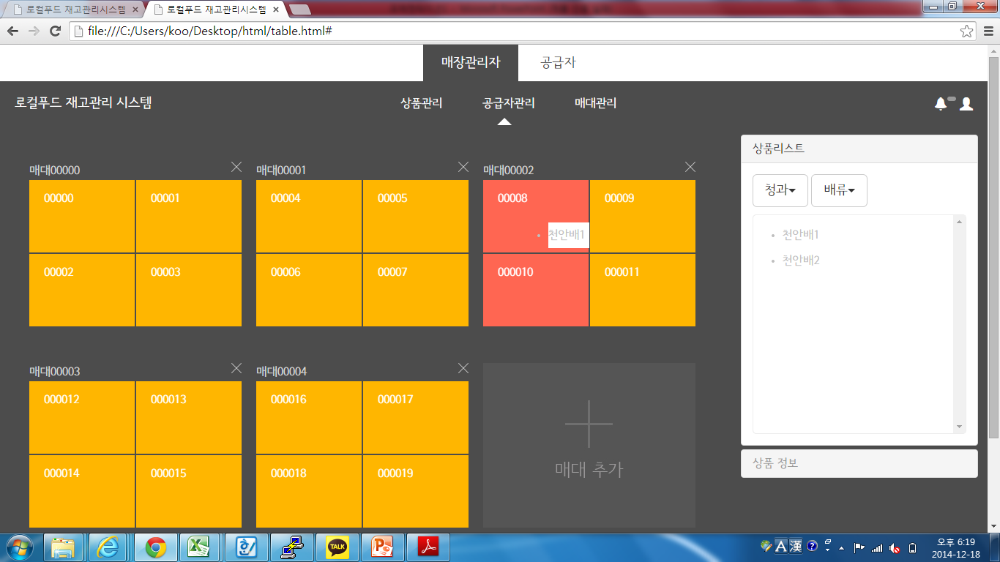 로컬푸드 재고관리시스템 로컬푸드 재고관리시스템
file:///C:/Users/koo/Desktop/html/table.html#
매장관리자 공급자
로컬푸드 재고관리 시스템 상품관리 공급자관리 매대관리
매대00000 매대00001 매대00002
00000 00001 00004 00005 00008 00009
천안배1
00002 00003 00006 00007 000010 000011
매대00003 매대00004
000012 000013 000016 000017
000014 000015 000018 000019
매대 추가
상품리스트
청과 배류
천안배1
천안배2
상품 정보
TALK
A 漢 ?
오후 6:19
2014-12-18